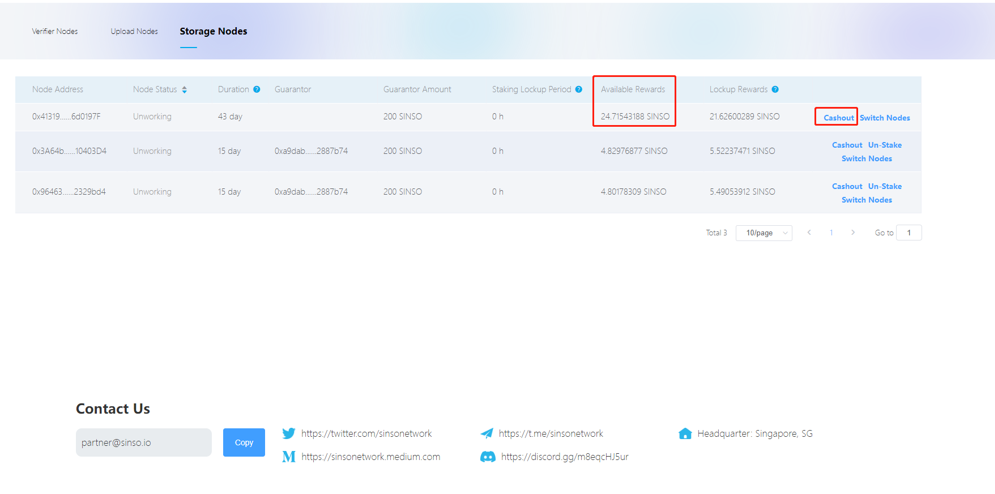 Verifier Nodes Upload Nodes Storage Nodes
Node Address Node Status Duration Guarantor Guarantor Amount Staking Lockup Period Available Rewards Lockup Rewards
0x41319......6d0197F Unworking 43 day 200 SINSO 0 h 24.71543188 SINSO 21.62600289 SINSO Cashout Switch Nodes
0x3A64b......10403D4 Unworking 15 day 0xa9dab......2887b74 200 SINSO 0 h 4.82976877 SINSO 5.52237471 SINSO Cashout Un-Stake
Switch Nodes
0x96463......2329bd4 Unworking 15 day 0xa9dab......2887b74 200 SINSO 0 h 4.80178309 SINSO 5.49053912 SINSO Cashout Un-Stake
Switch Nodes
Total 3 10/page < 1 > Go to 1
Contact Us
partner@sinso.io Copy
https://twitter.com/sinsonetwork https://t.me/sinsonetwork Headquarter: Singapore, SG
https://sinsonetwork.medium.com https://discord.gg/m8eqcHJ5ur